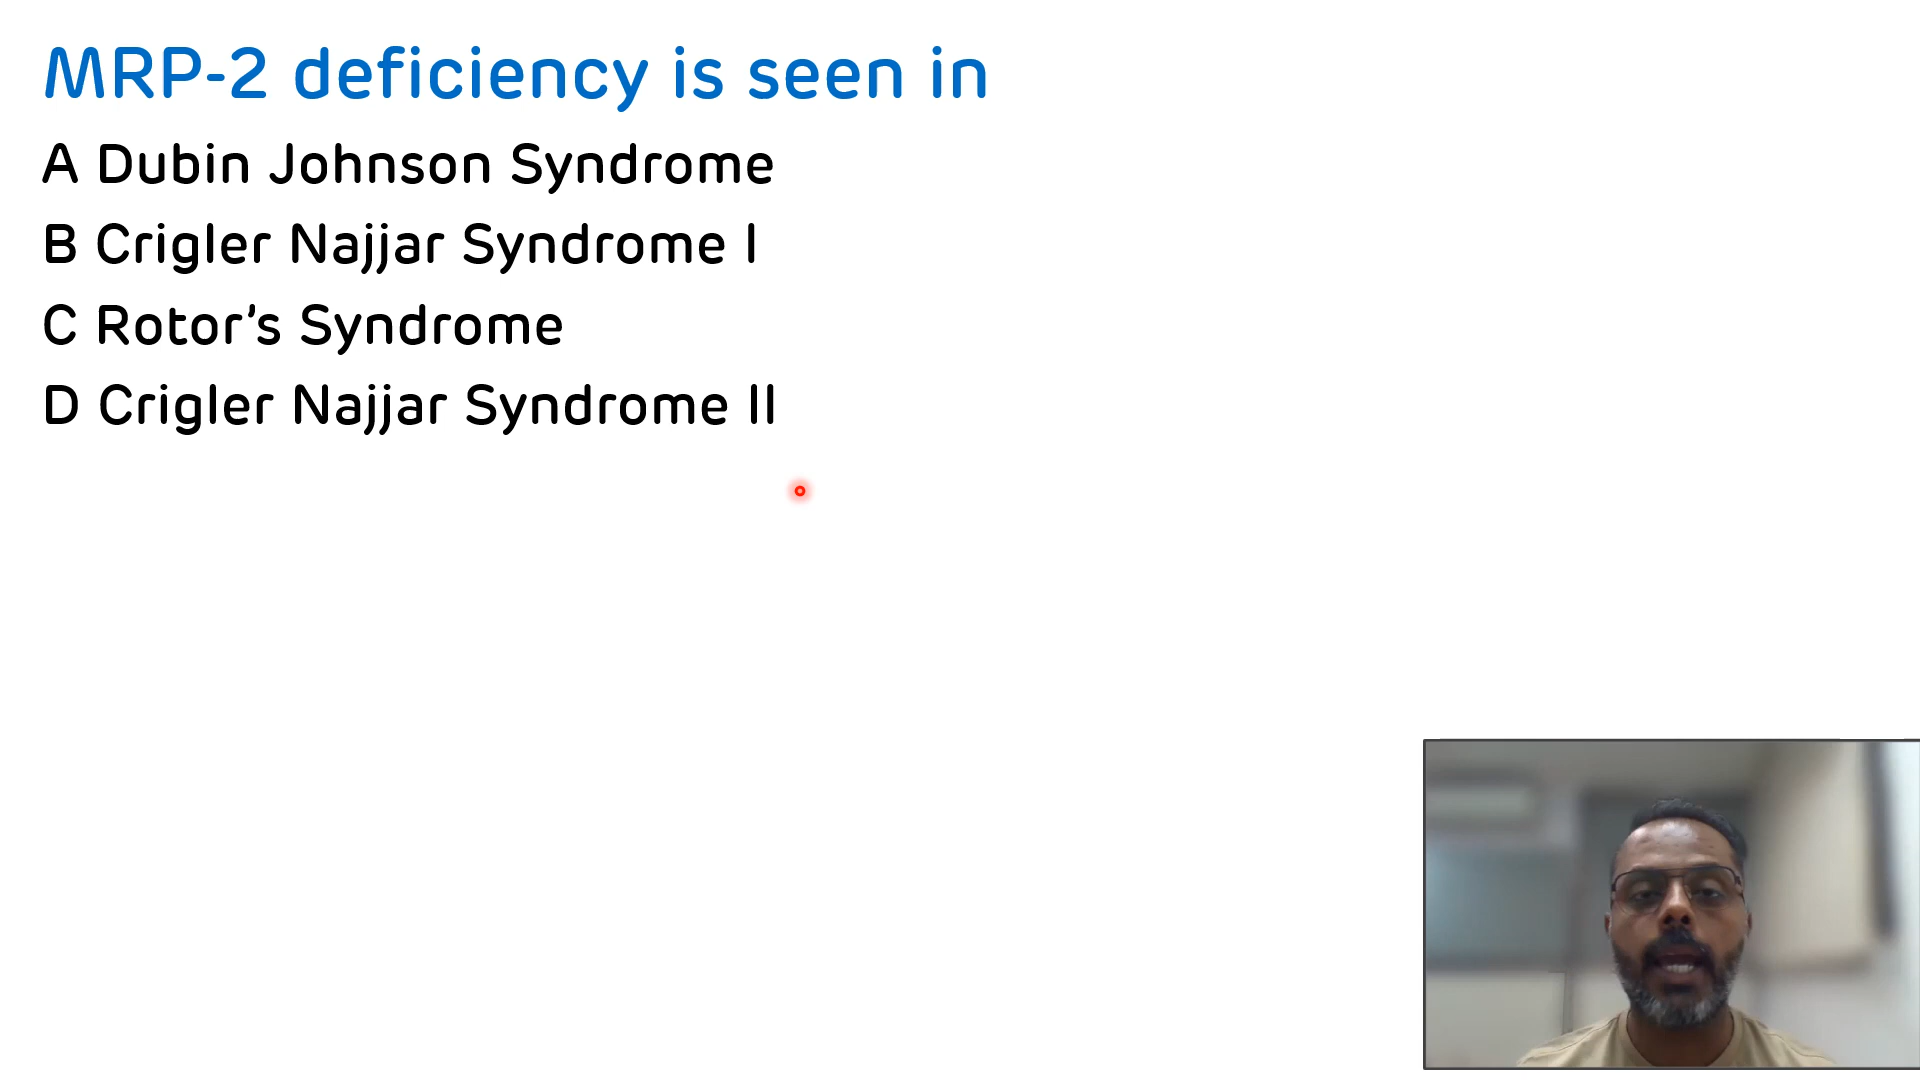 MRP-2 deficiency is seen in
A Dubin Johnson Syndrome
B Crigler Najjar Syndrome I
C Rotor’s Syndrome
D Crigler Najjar Syndrome II